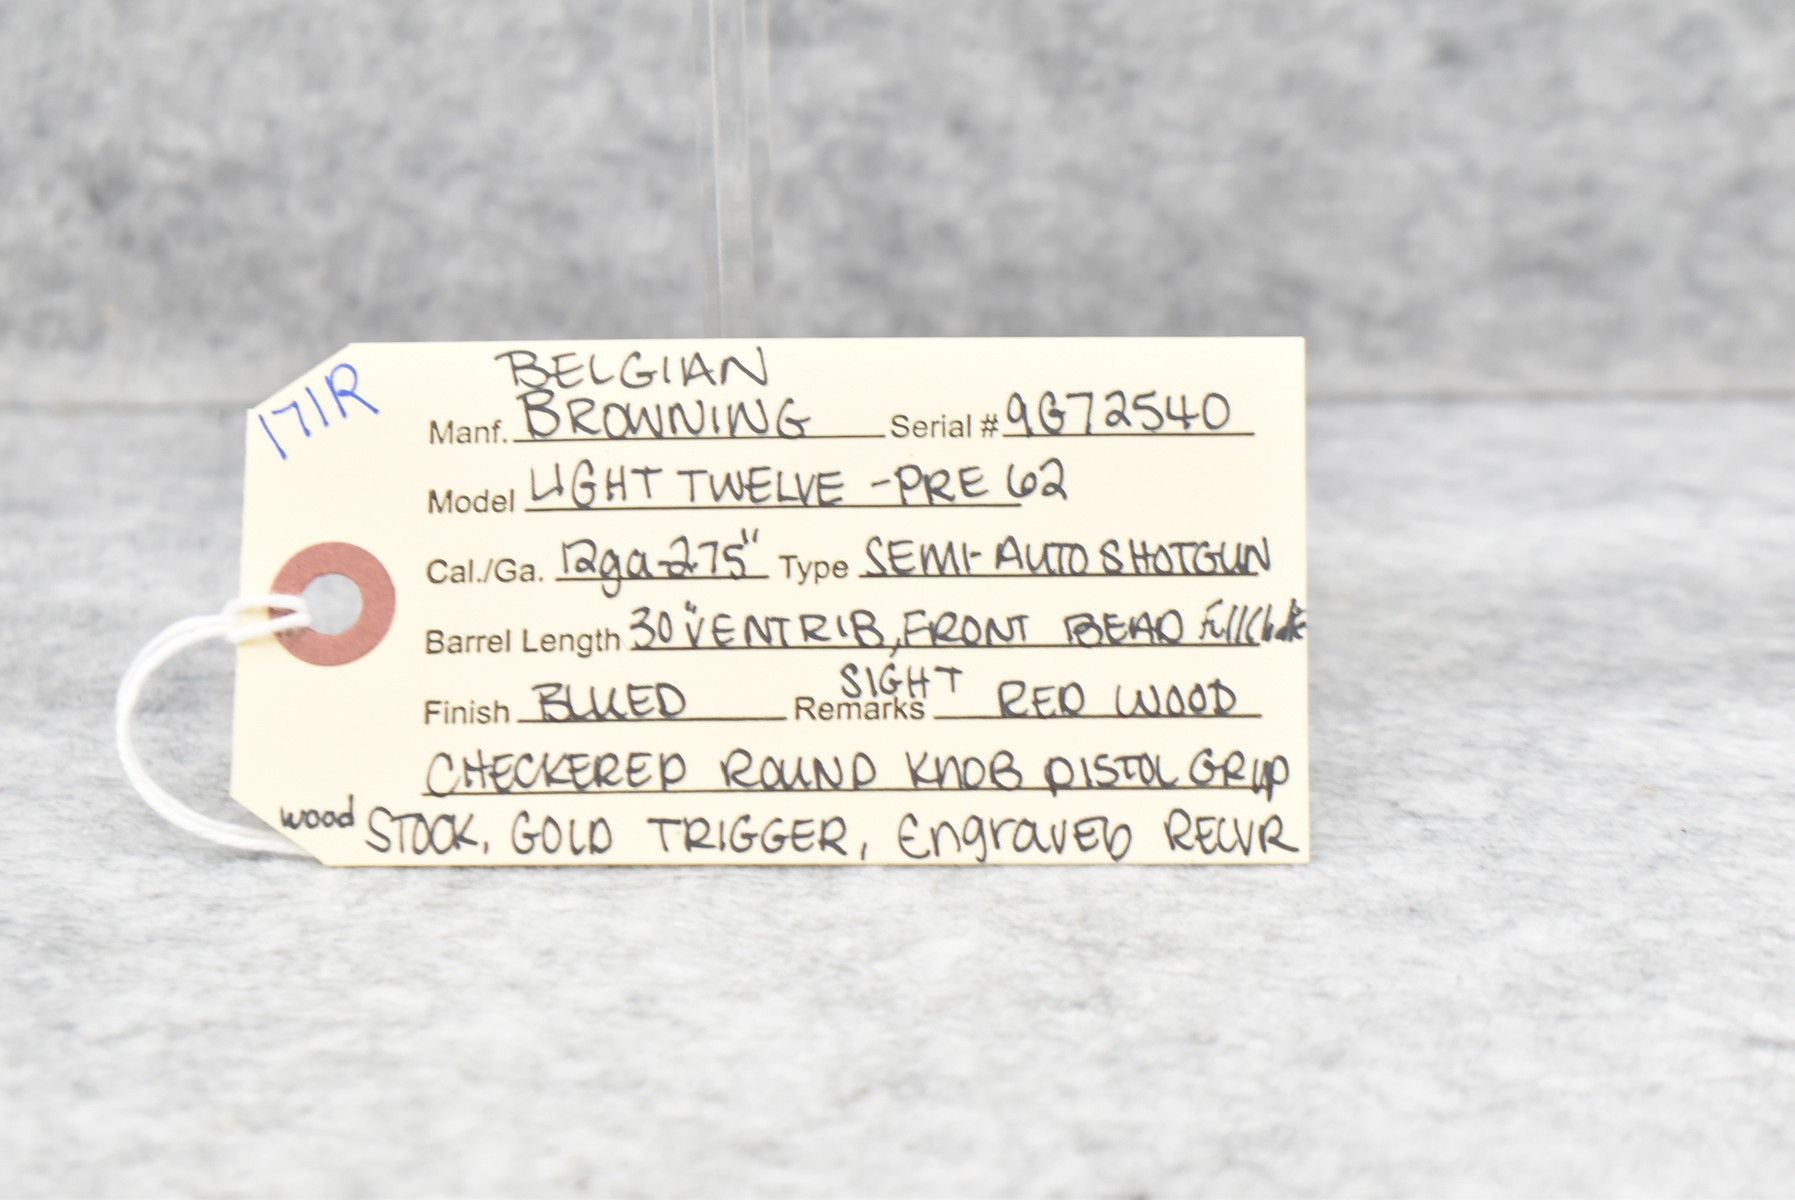 171R
BELGIAN
Manf. BROWNING Serial # 9G72540
Model LIGHT TWELVE - PRE 62
Cal./Ga. 12ga-2.75" Type SEMI-AUTO SHOTGUN
Barrel Length 30" VENT RIB, FRONT BEAD Full Choke
SIGHT
Finish BLUED Remarks RED WOOD
CHECKERED ROUND KNOB PISTOL GRIP
wood STOCK, GOLD TRIGGER, ENgraVED RECVR